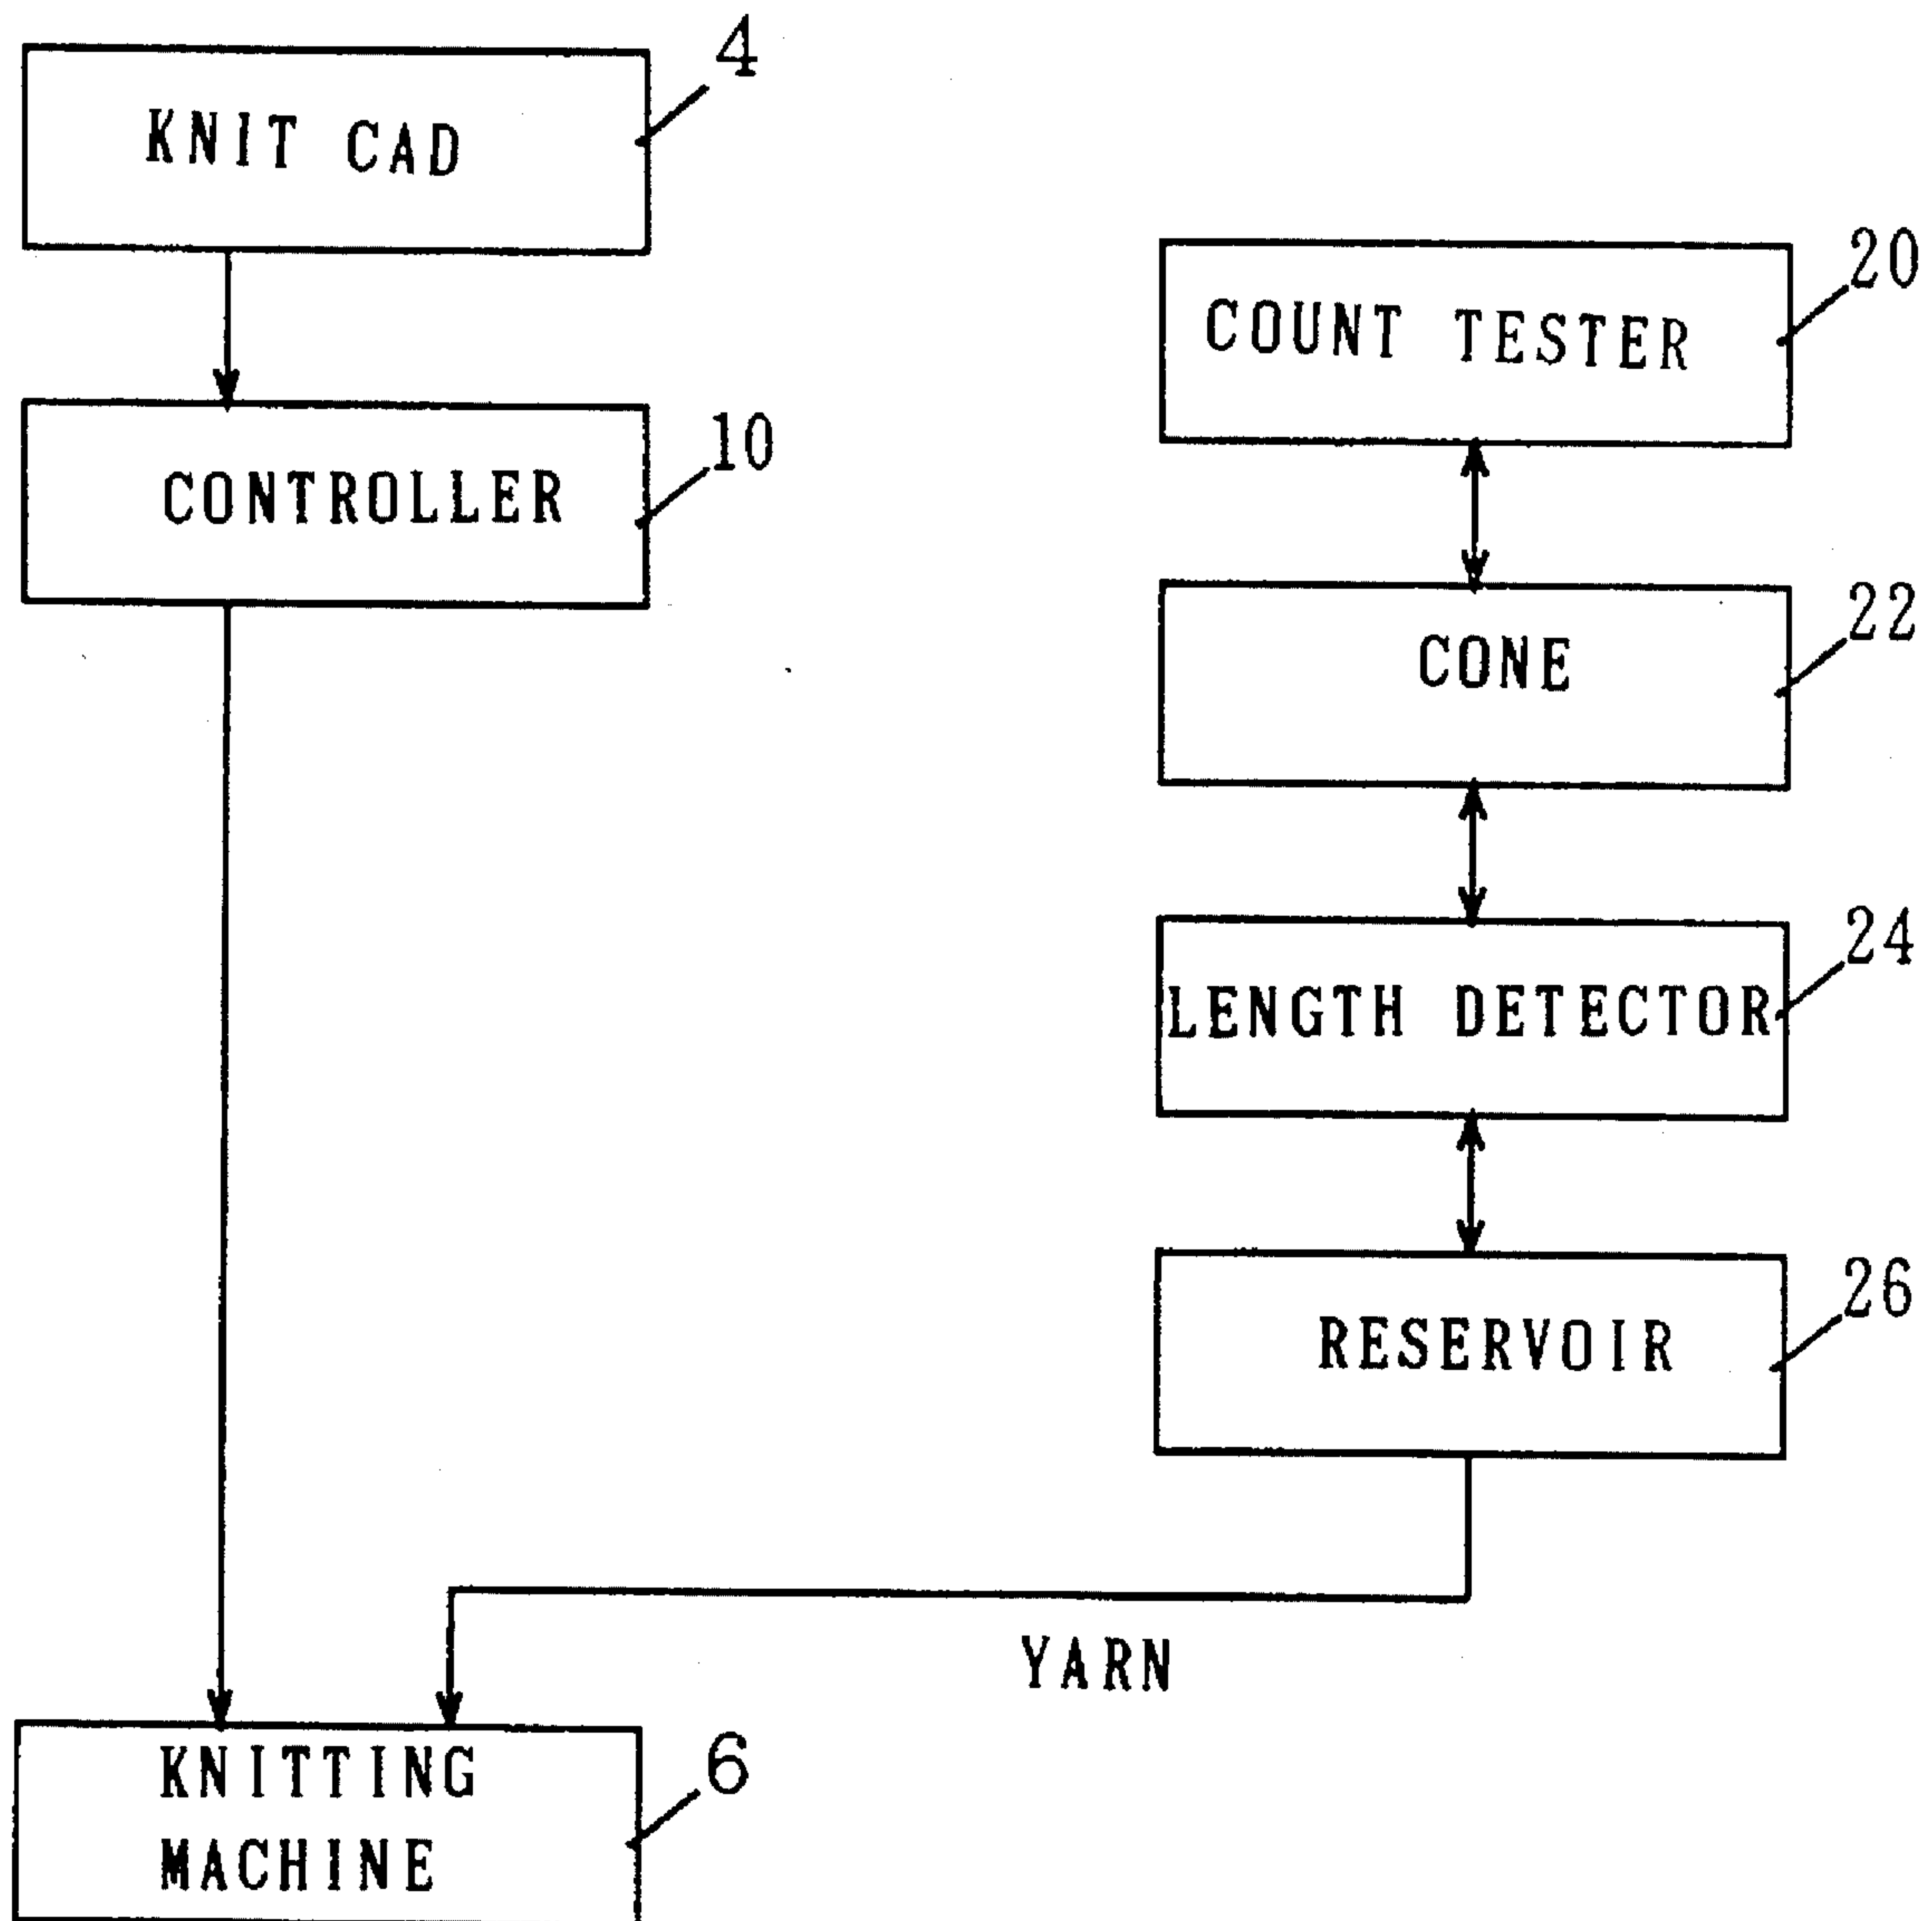 4
KNIT CAD
10
CONTROLLER
20
COUNT TESTER
22
CONE
24
LENGTH DETECTOR
26
RESERVOIR
YARN
6
KNITTING
MACHINE